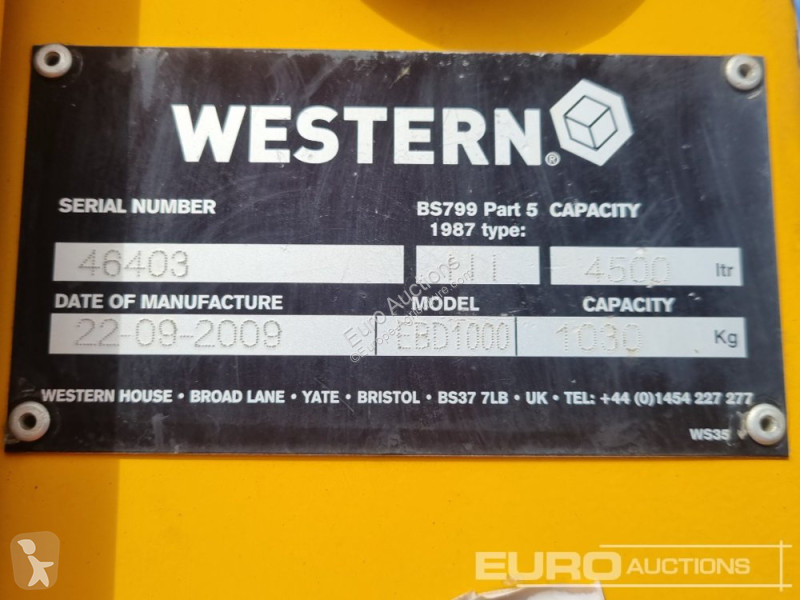 WESTERN®
SERIAL NUMBER BS799 Part 5 CAPACITY
1987 type:
46403 4500 ltr
DATE OF MANUFACTURE MODEL CAPACITY
22-09-2009 EBD1000 1030 Kg
WESTERN HOUSE • BROAD LANE • YATE • BRISTOL • BS37 7LB • UK • TEL: +44 (0)1454 227 277
WS35
Euro Auctions
EURO AUCTIONS